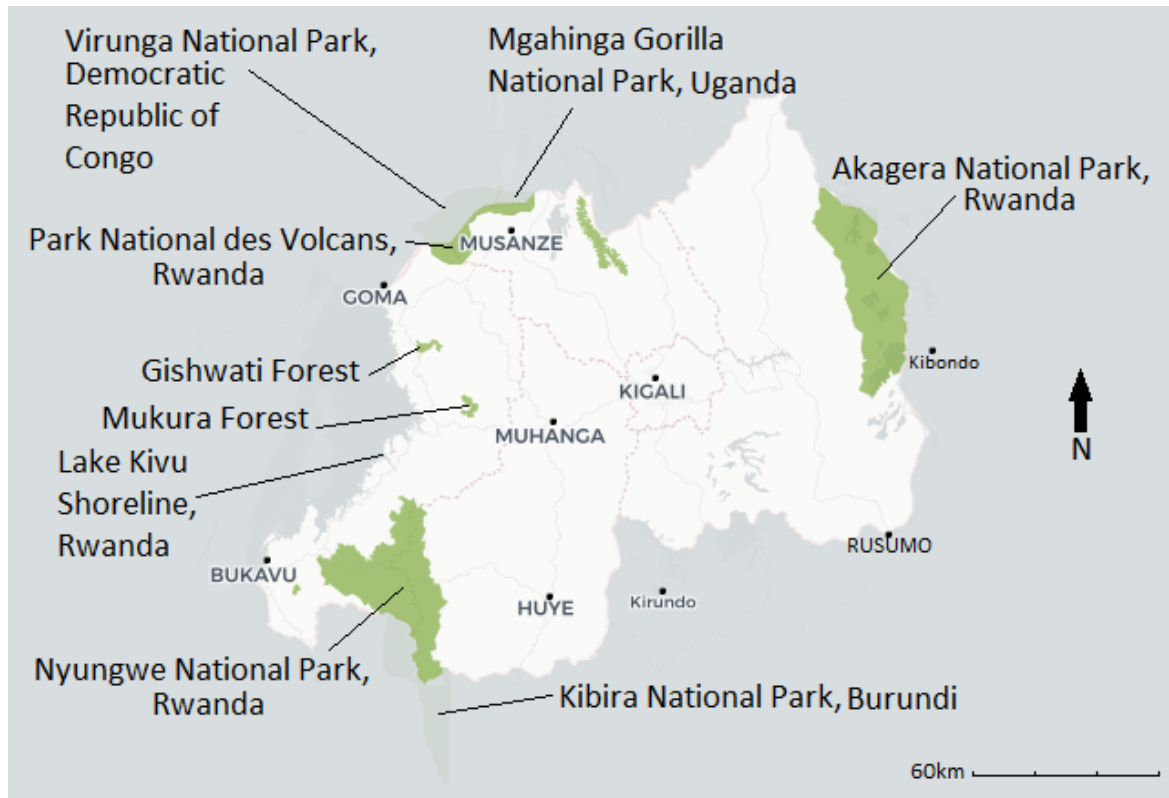 Virunga National Park,
Democratic
Republic of
Congo
Mgahinga Gorilla
National Park, Uganda
Akagera National Park,
Rwanda
Park National des Volcans,
Rwanda
MUSANZE
GOMA
Gishwati Forest
Kibondo
Mukura Forest
KIGALI
MUHANGA
N
Lake Kivu
Shoreline,
Rwanda
RUSUMO
BUKAVU
HUYE
Kirundo
Nyungwe National Park,
Rwanda
Kibira National Park, Burundi
60km